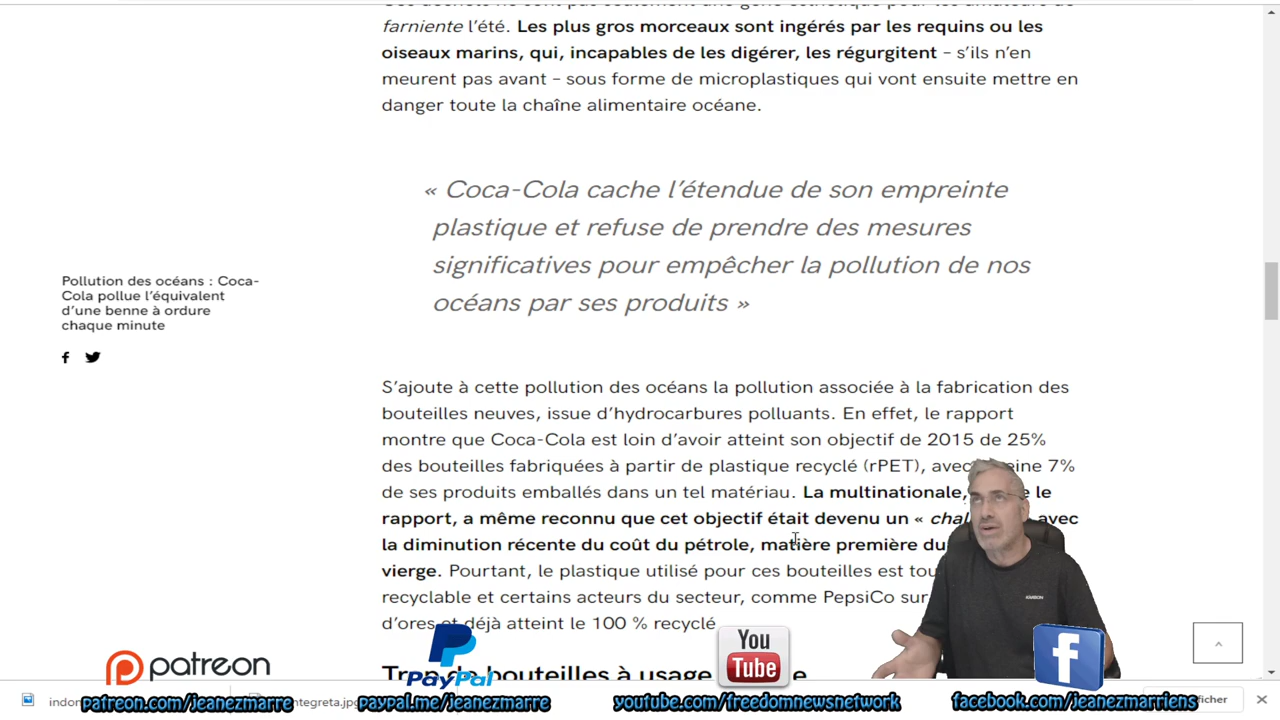 farniente l'été. Les plus gros morceaux sont ingérés par les requins ou les
oiseaux marins, qui, incapables de les digérer, les régurgitent – s'ils n'en
meurent pas avant – sous forme de microplastiques qui vont ensuite mettre en
danger toute la chaîne alimentaire océane.
« Coca-Cola cache l'étendue de son empreinte
plastique et refuse de prendre des mesures
significatives pour empêcher la pollution de nos
océans par ses produits »
Pollution des océans : Coca-
Cola pollue l'équivalent
d'une benne à ordure
chaque minute
S'ajoute à cette pollution des océans la pollution associée à la fabrication des
bouteilles neuves, issue d'hydrocarbures polluants. En effet, le rapport
montre que Coca-Cola est loin d'avoir atteint son objectif de 2015 de 25%
des bouteilles fabriquées à partir de plastique recyclé (rPET), avec 7%
de ses produits emballés dans un tel matériau. La multinationale, le
rapport, a même reconnu que cet objectif était devenu un « avec
la diminution récente du coût du pétrole, matière première du
vierge. Pourtant, le plastique utilisé pour ces bouteilles est
recyclable et certains acteurs du secteur, comme PepsiCo
d'ores et déjà atteint le 100 % recyclé
bouteilles à usage
patreon
PayPal
You
Tube
patreon.com/jeanezmarre
paypal.me/jeanezmarre
youtube.com/freedomnewsnetwork
facebook.com/jeanezmarriens